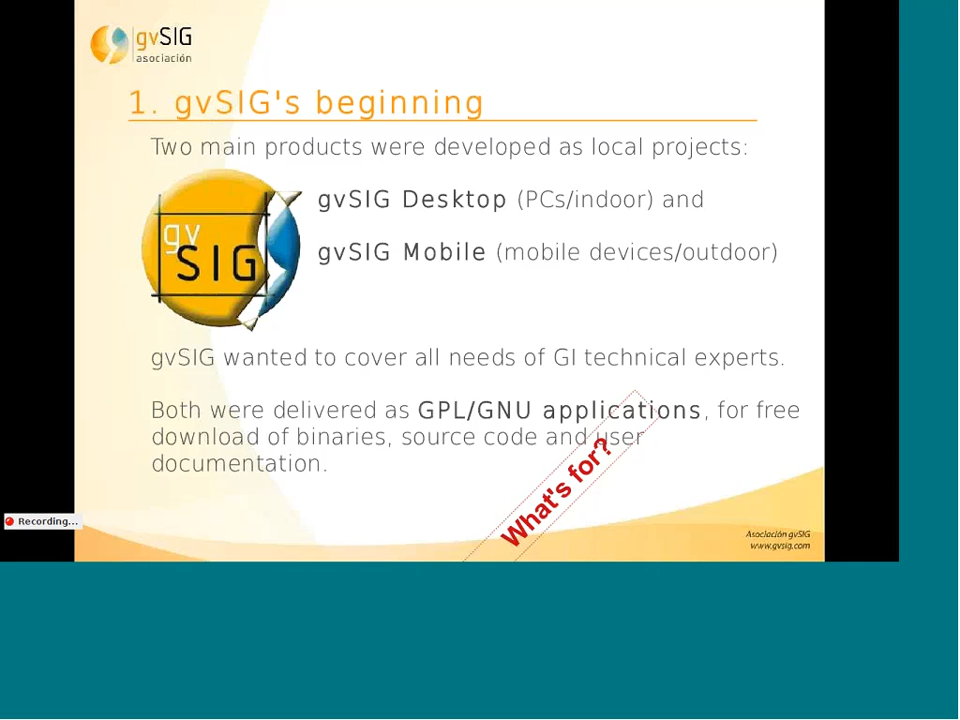 gvSIG
asociación
1. gvSIG's beginning
Two main products were developed as local projects:
gv
SIG
gvSIG Desktop (PCs/indoor) and
gvSIG Mobile (mobile devices/outdoor)
gvSIG wanted to cover all needs of GI technical experts.
Both were delivered as GPL/GNU applications, for free
download of binaries, source code and user
documentation.
What's for?
Recording...
Asociación gvSIG
www.gvsig.com